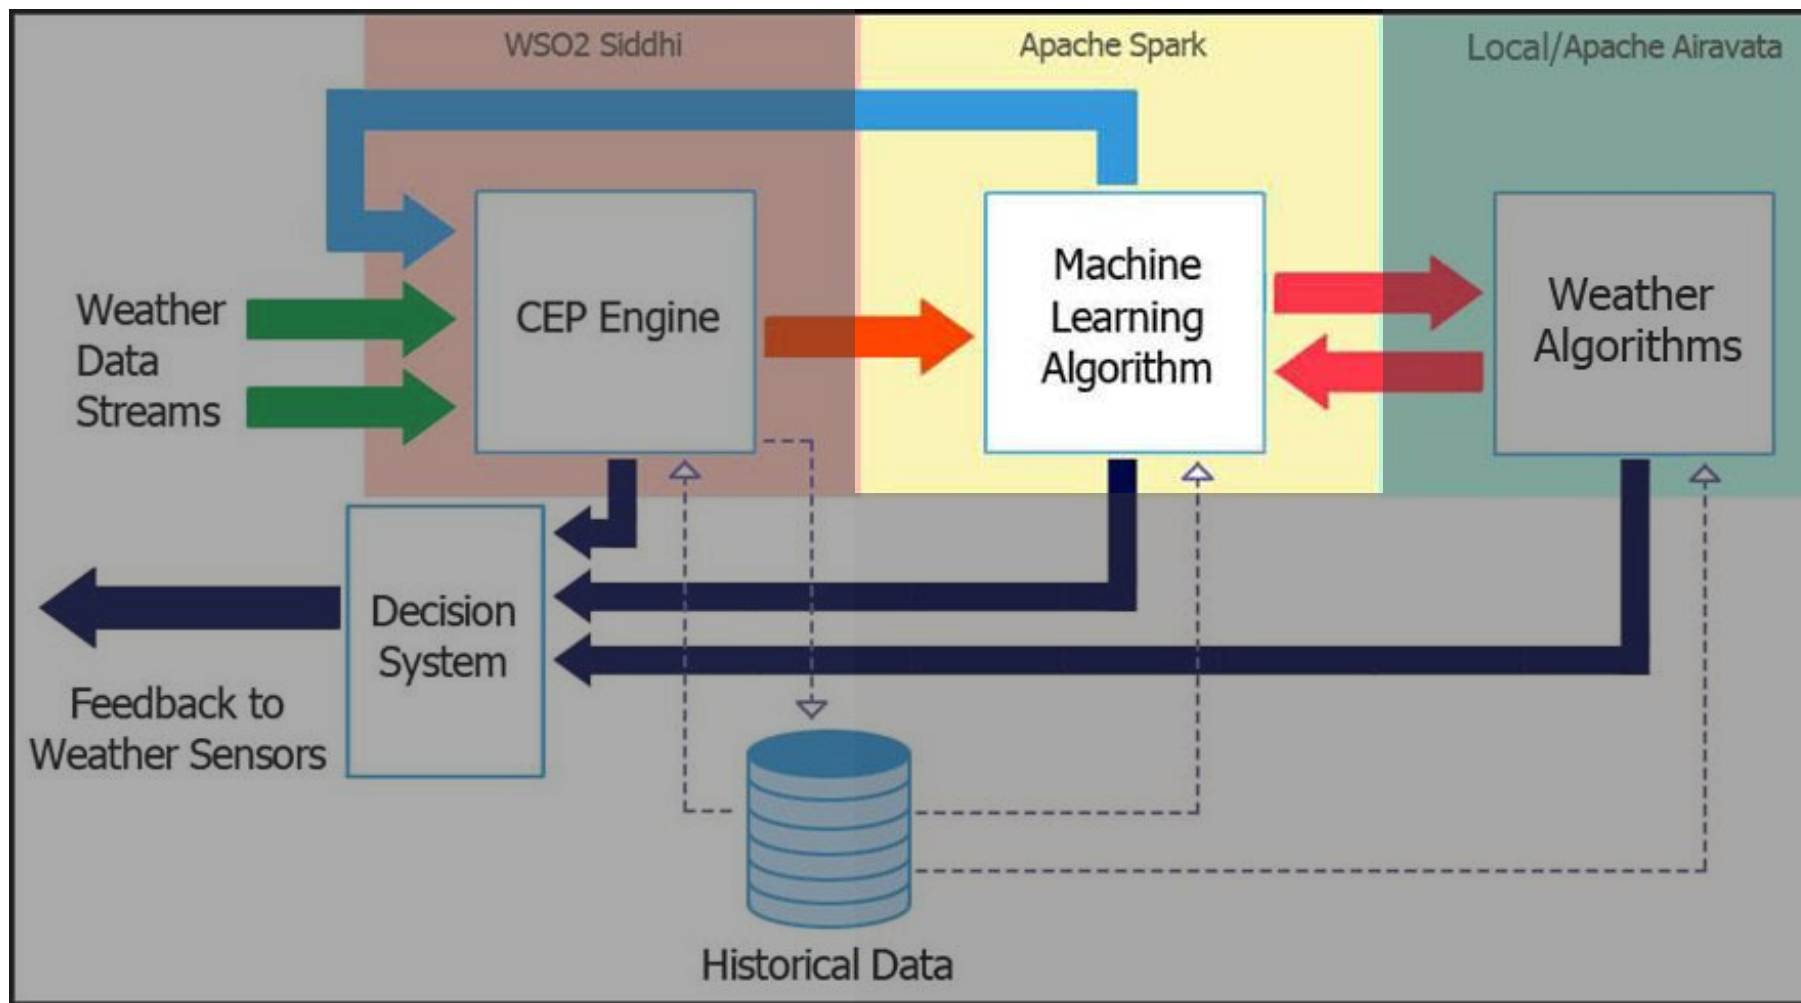 WSO2 Siddhi
Apache Spark
Local/Apache Airavata
Weather
Data
Streams
CEP Engine
Machine
Learning
Algorithm
Weather
Algorithms
Decision
System
Feedback to
Weather Sensors
Historical Data